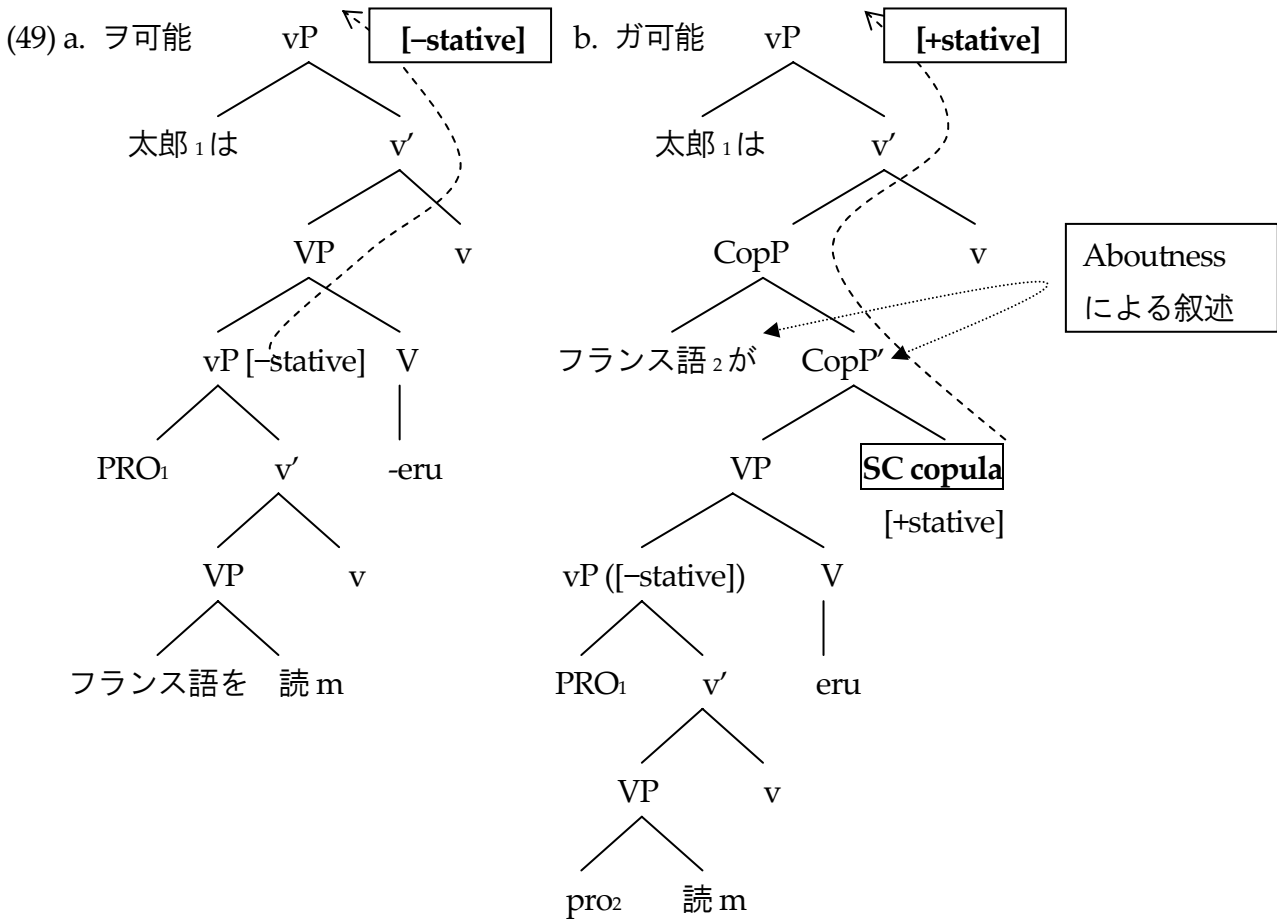 (49) a. ヲ可能 vP [−stative] b. ガ可能 vP [+stative]
太郎1は v′ 太郎1は v′
VP v CopP v Aboutness
による叙述
vP [−stative] V フランス語2が CopP′
PRO1 v′ -eru VP SC copula
[+stative]
VP v vP ([−stative]) V
フランス語を 読m PRO1 v′ eru
VP v
pro2 読m